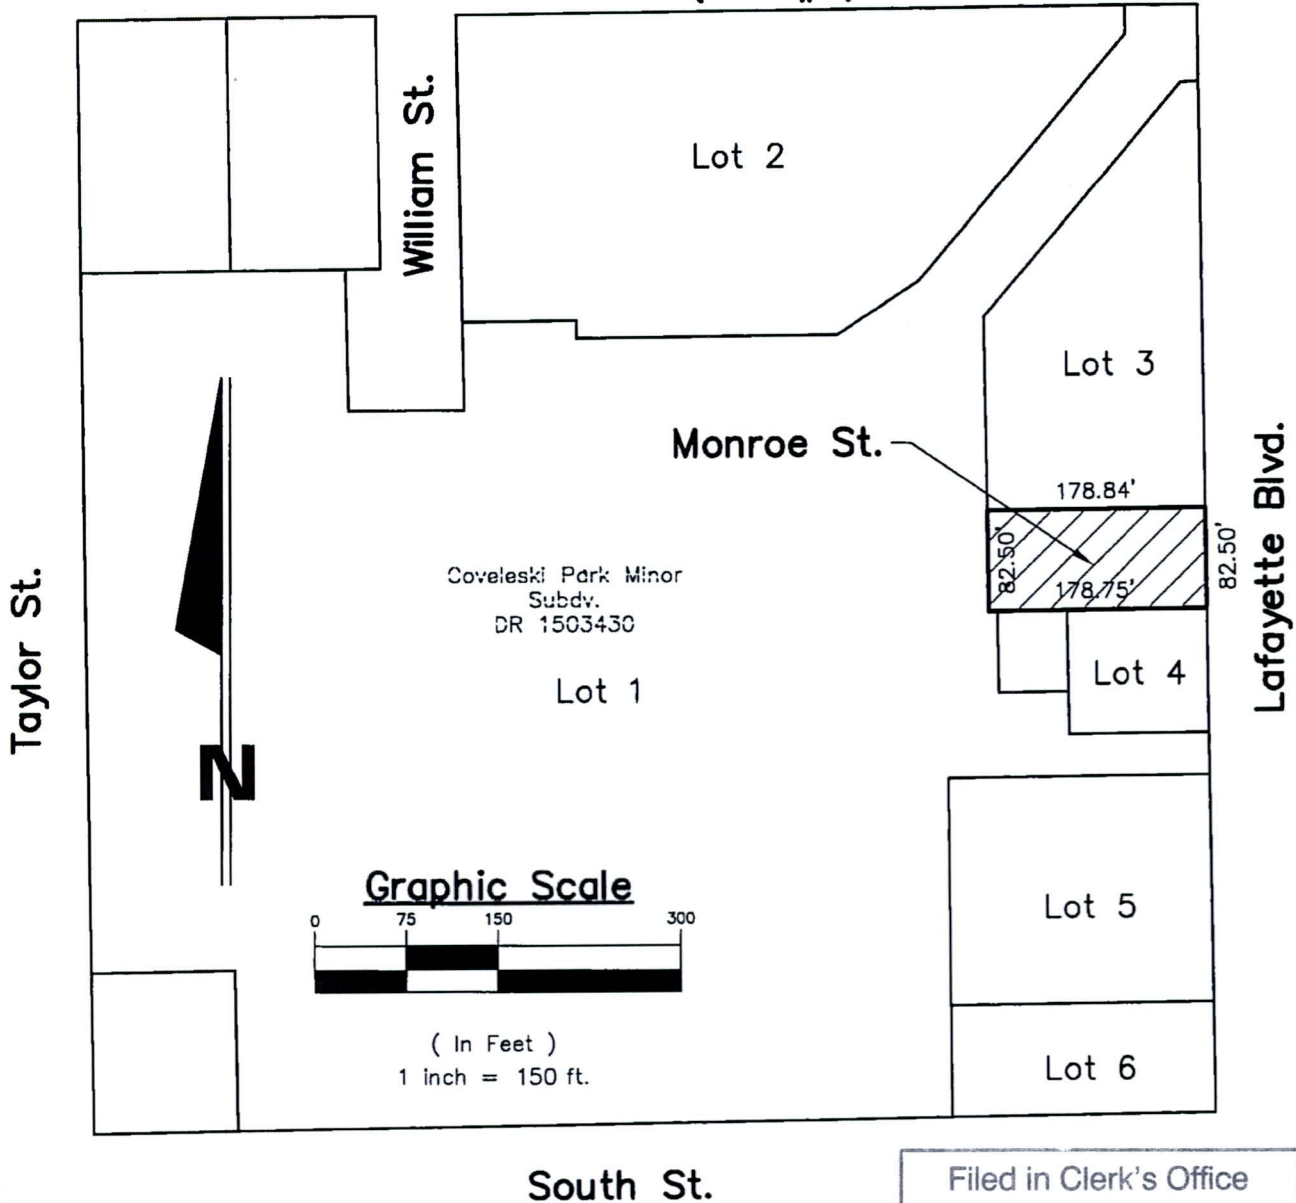 William St.
Lot 2
Lot 3
Monroe St.
178.84'
82.50'
178.75'
82.50'
Lafayette Blvd.
Taylor St.
Coveleski Park Minor
Subdv.
DR 1503430
Lot 1
Lot 4
N
Graphic Scale
0 75 150 300
( In Feet )
1 inch = 150 ft.
Lot 5
Lot 6
South St.
Filed in Clerk's Office